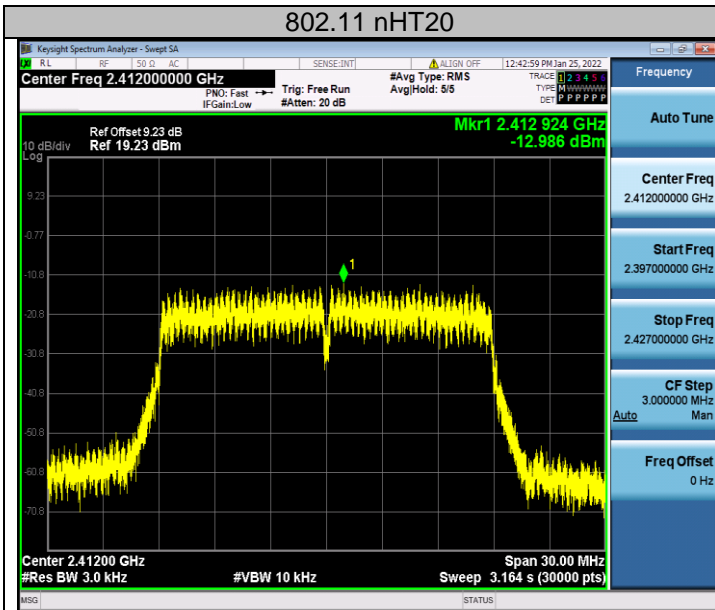 802.11 nHT20
Keysight Spectrum Analyzer - Swept SA
RL RF 50 Ω AC SENSE:INT ALIGN OFF 12:42:59 PM Jan 25, 2022
Center Freq 2.412000000 GHz
PNO: Fast
IFGain:Low
Trig: Free Run
#Atten: 20 dB
#Avg Type: RMS
Avg|Hold: 5/5
TRACE 1 2 3 4 5 6
TYPE M WWWWW
DET P P P P P P
Frequency
Auto Tune
Center Freq
2.412000000 GHz
Start Freq
2.397000000 GHz
Stop Freq
2.427000000 GHz
CF Step
3.000000 MHz
Auto Man
Freq Offset
0 Hz
Mkr1 2.412 924 GHz
-12.986 dBm
Ref Offset 9.23 dB
10 dB/div Ref 19.23 dBm
Log
9.23
-0.77
-10.8
-20.8
-30.8
-40.8
-50.8
-60.8
-70.8
1
Center 2.41200 GHz Span 30.00 MHz
#Res BW 3.0 kHz #VBW 10 kHz Sweep 3.164 s (30000 pts)
MSG STATUS